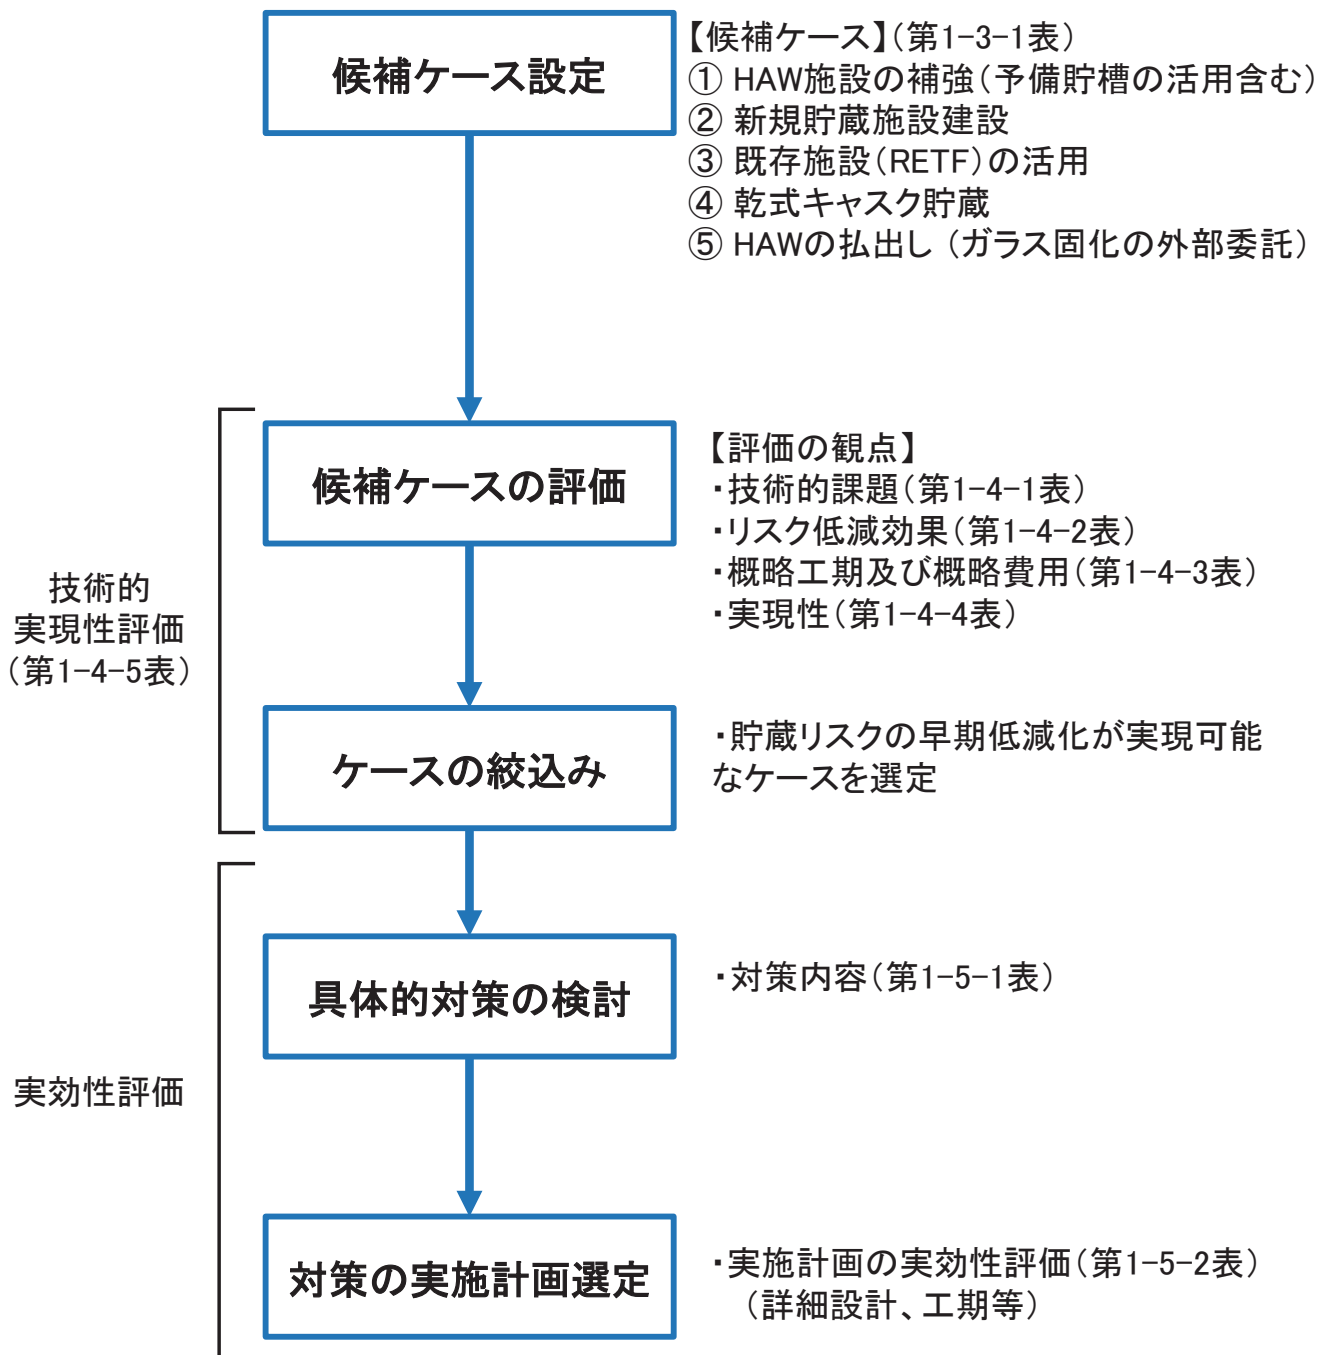 候補ケース設定
【候補ケース】(第1-3-1表)
① HAW施設の補強(予備貯槽の活用含む)
② 新規貯蔵施設建設
③ 既存施設(RETF)の活用
④ 乾式キャスク貯蔵
⑤ HAWの払出し (ガラス固化の外部委託)
技術的
実現性評価
(第1-4-5表)
候補ケースの評価
【評価の観点】
・技術的課題(第1-4-1表)
・リスク低減効果(第1-4-2表)
・概略工期及び概略費用(第1-4-3表)
・実現性(第1-4-4表)
ケースの絞込み
・貯蔵リスクの早期低減化が実現可能
なケースを選定
実効性評価
具体的対策の検討
・対策内容(第1-5-1表)
対策の実施計画選定
・実施計画の実効性評価(第1-5-2表)
(詳細設計、工期等)